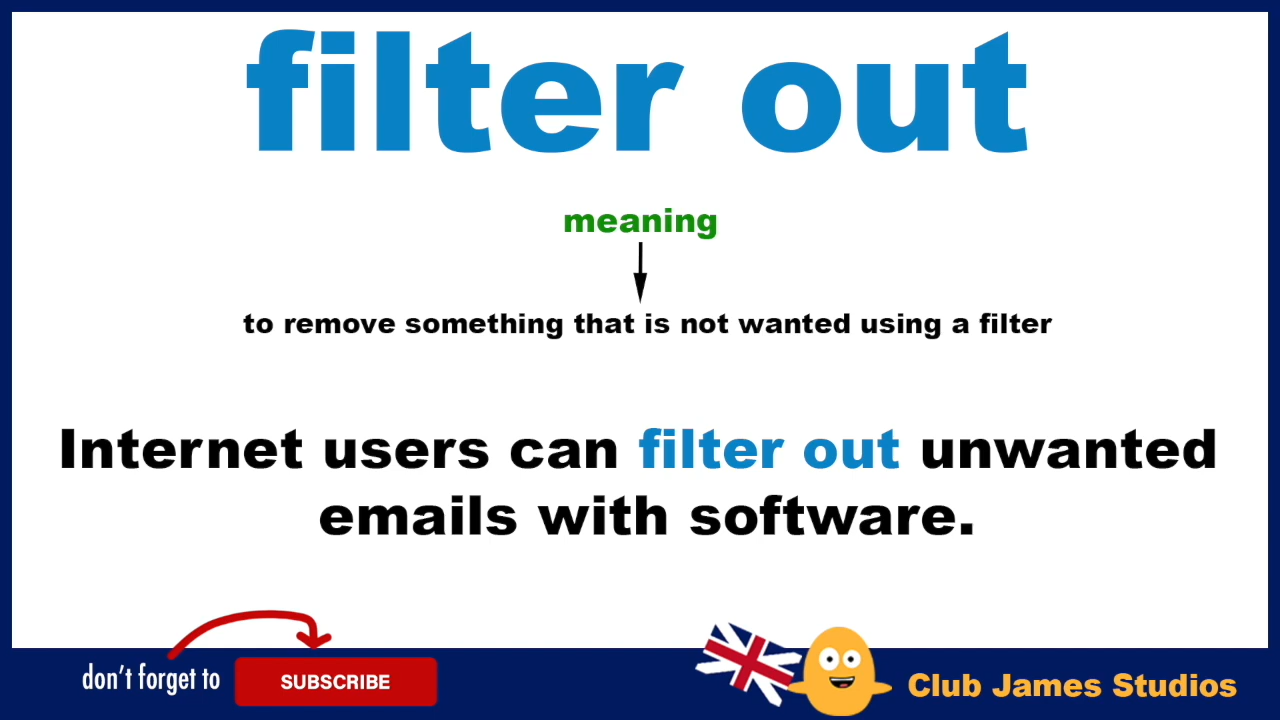 filter out
meaning
to remove something that is not wanted using a filter
Internet users can filter out unwanted
emails with software.
don't forget to
SUBSCRIBE
Club James Studios